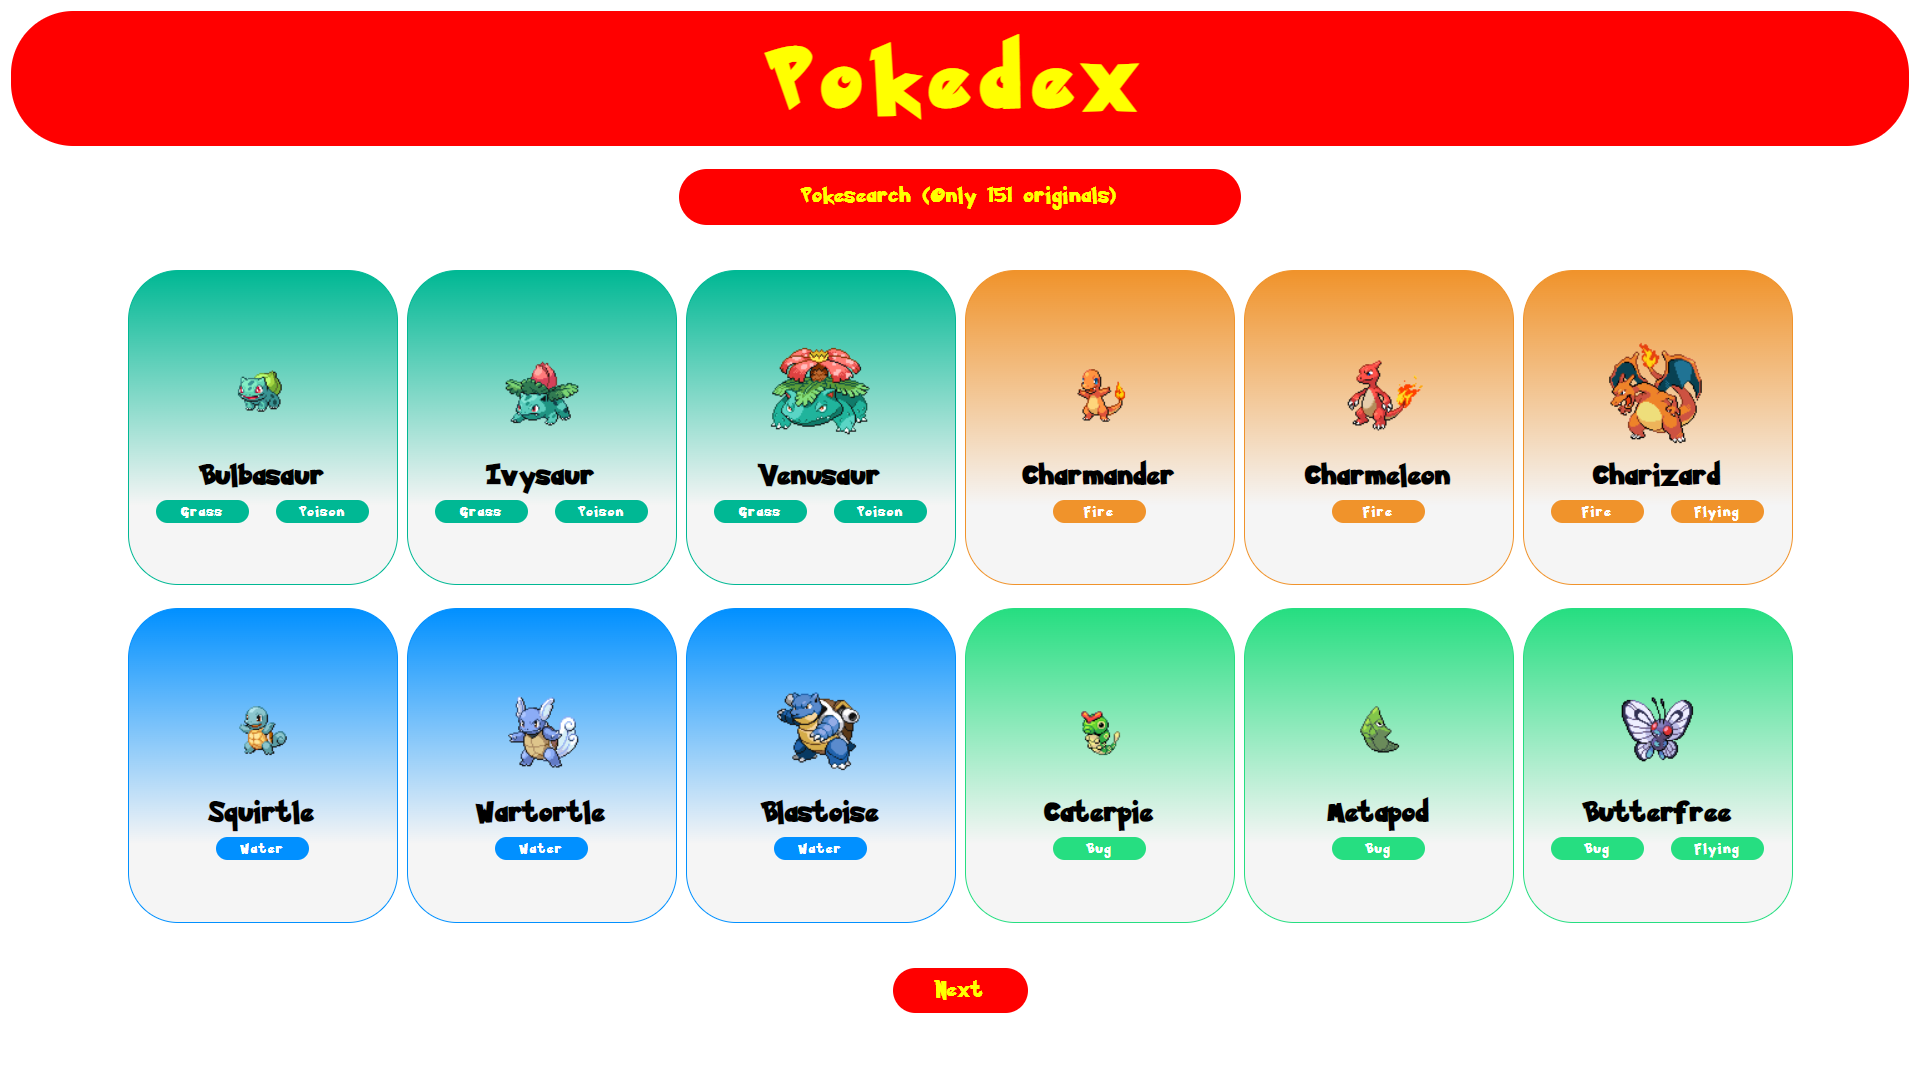 Pokedex
Pokesearch (Only 151 originals)
Bulbasaur
Grass Poison
Ivysaur
Grass Poison
Venusaur
Grass Poison
Charmander
Fire
Charmeleon
Fire
Charizard
Fire Flying
Squirtle
Water
Wartortle
Water
Blastoise
Water
Caterpie
Bug
Metapod
Bug
Butterfree
Bug Flying
Next